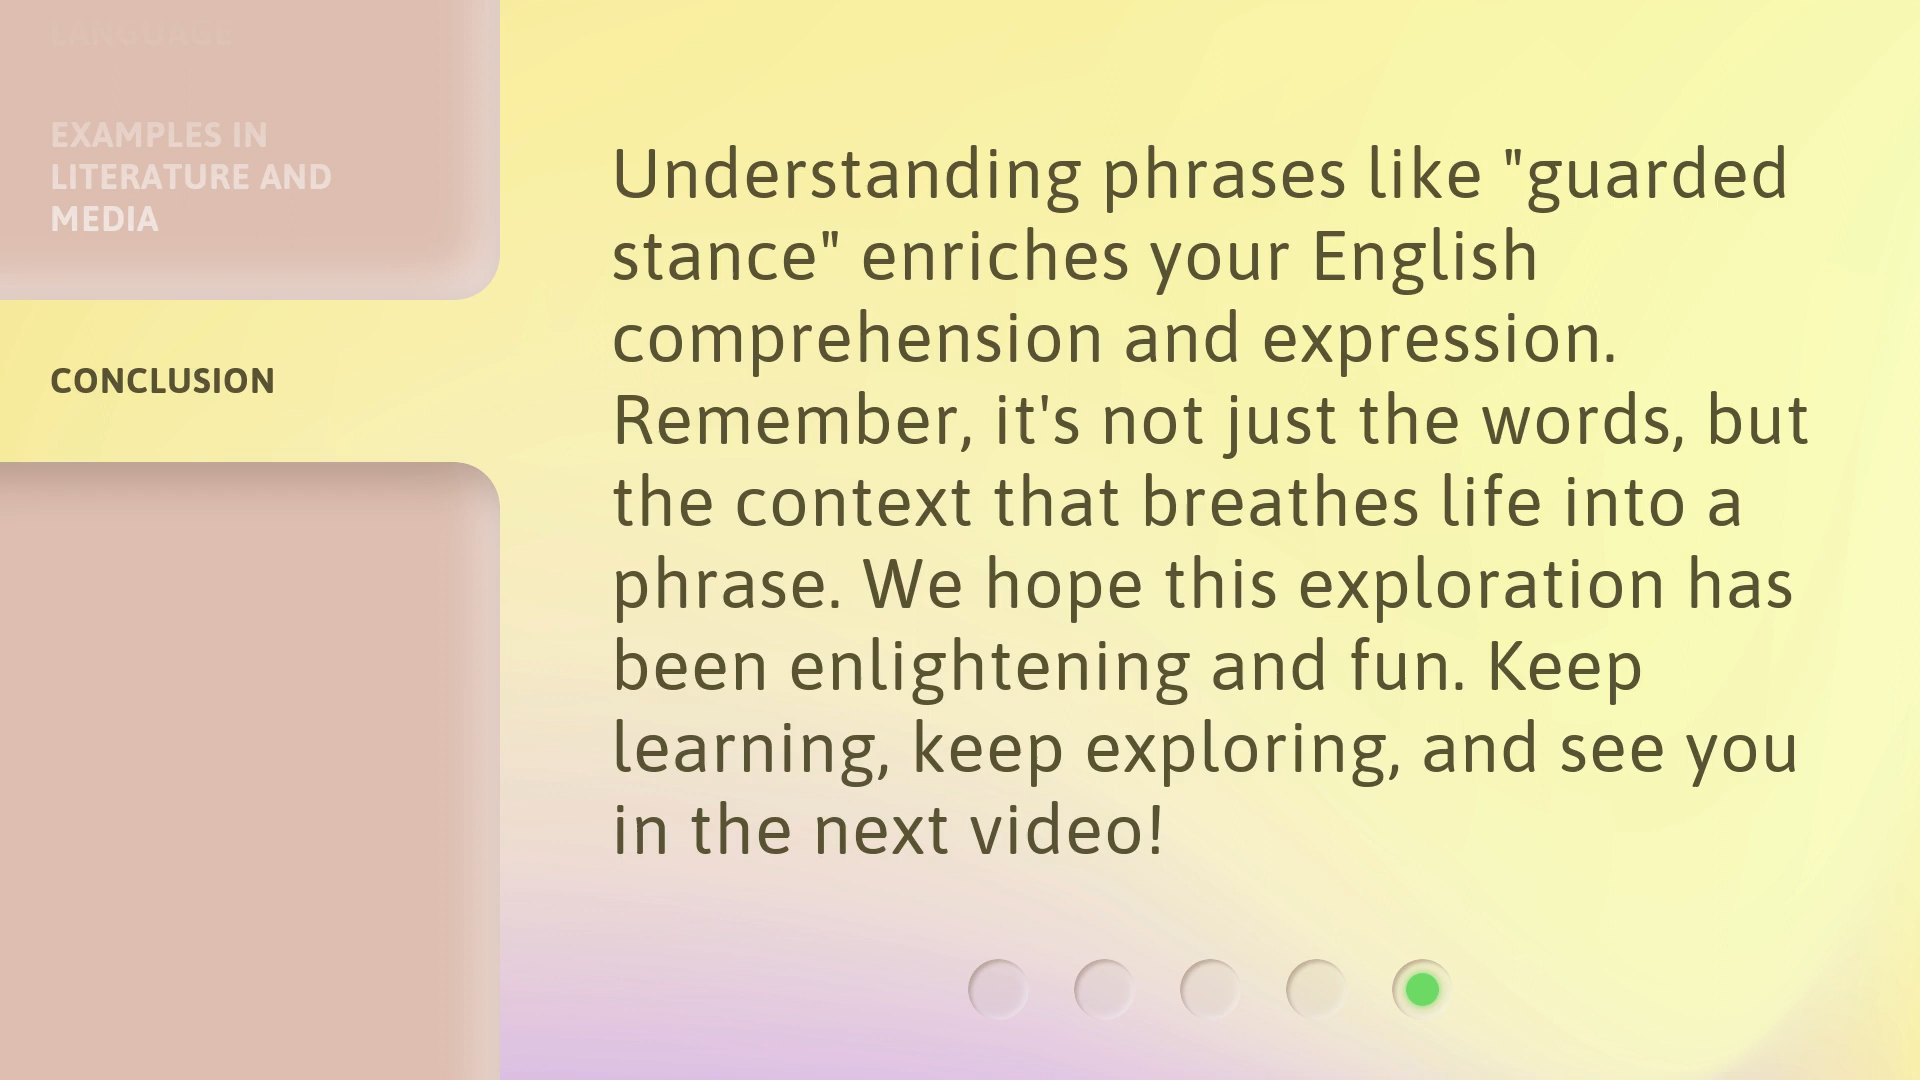 LANGUAGE
EXAMPLES IN
LITERATURE AND
MEDIA
CONCLUSION
Understanding phrases like "guarded
stance" enriches your English
comprehension and expression.
Remember, it's not just the words, but
the context that breathes life into a
phrase. We hope this exploration has
been enlightening and fun. Keep
learning, keep exploring, and see you
in the next video!